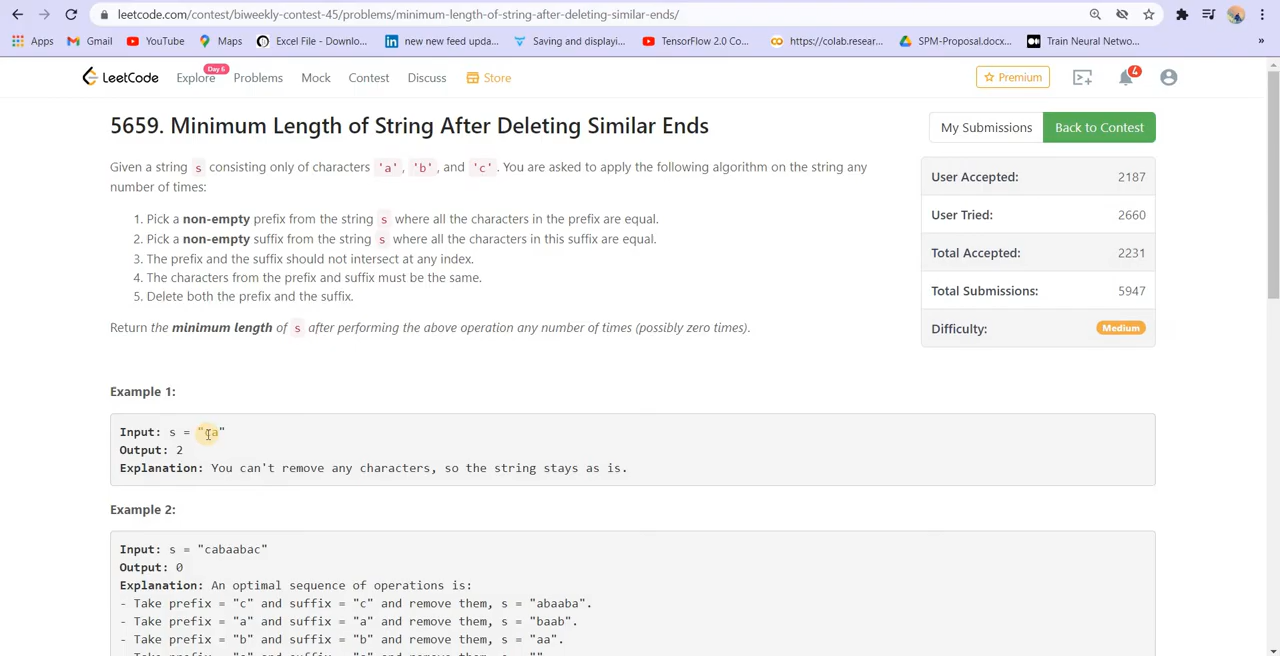 leetcode.com/contest/biweekly-contest-45/problems/minimum-length-of-string-after-deleting-similar-ends/
Apps Gmail YouTube Maps Excel File - Downlo... new new feed upda... Saving and displayi... TensorFlow 2.0 Co... https://colab.resear... SPM-Proposal.docx... Train Neural Netwo... »
LeetCode Explore Day 6 Problems Mock Contest Discuss Store Premium 4
5659. Minimum Length of String After Deleting Similar Ends
My Submissions Back to Contest
Given a string s consisting only of characters 'a', 'b', and 'c'. You are asked to apply the following algorithm on the string any
number of times:
1. Pick a non-empty prefix from the string s where all the characters in the prefix are equal.
2. Pick a non-empty suffix from the string s where all the characters in this suffix are equal.
3. The prefix and the suffix should not intersect at any index.
4. The characters from the prefix and suffix must be the same.
5. Delete both the prefix and the suffix.
Return the minimum length of s after performing the above operation any number of times (possibly zero times).
User Accepted: 2187
User Tried: 2660
Total Accepted: 2231
Total Submissions: 5947
Difficulty: Medium
Example 1:
Input: s =
Output: 2
Explanation: You can't remove any characters, so the string stays as is.
Example 2:
Input: s = "cabaabac"
Output: 0
Explanation: An optimal sequence of operations is:
- Take prefix = "c" and suffix = "c" and remove them, s = "abaaba".
- Take prefix = "a" and suffix = "a" and remove them, s = "baab".
- Take prefix = "b" and suffix = "b" and remove them, s = "aa".